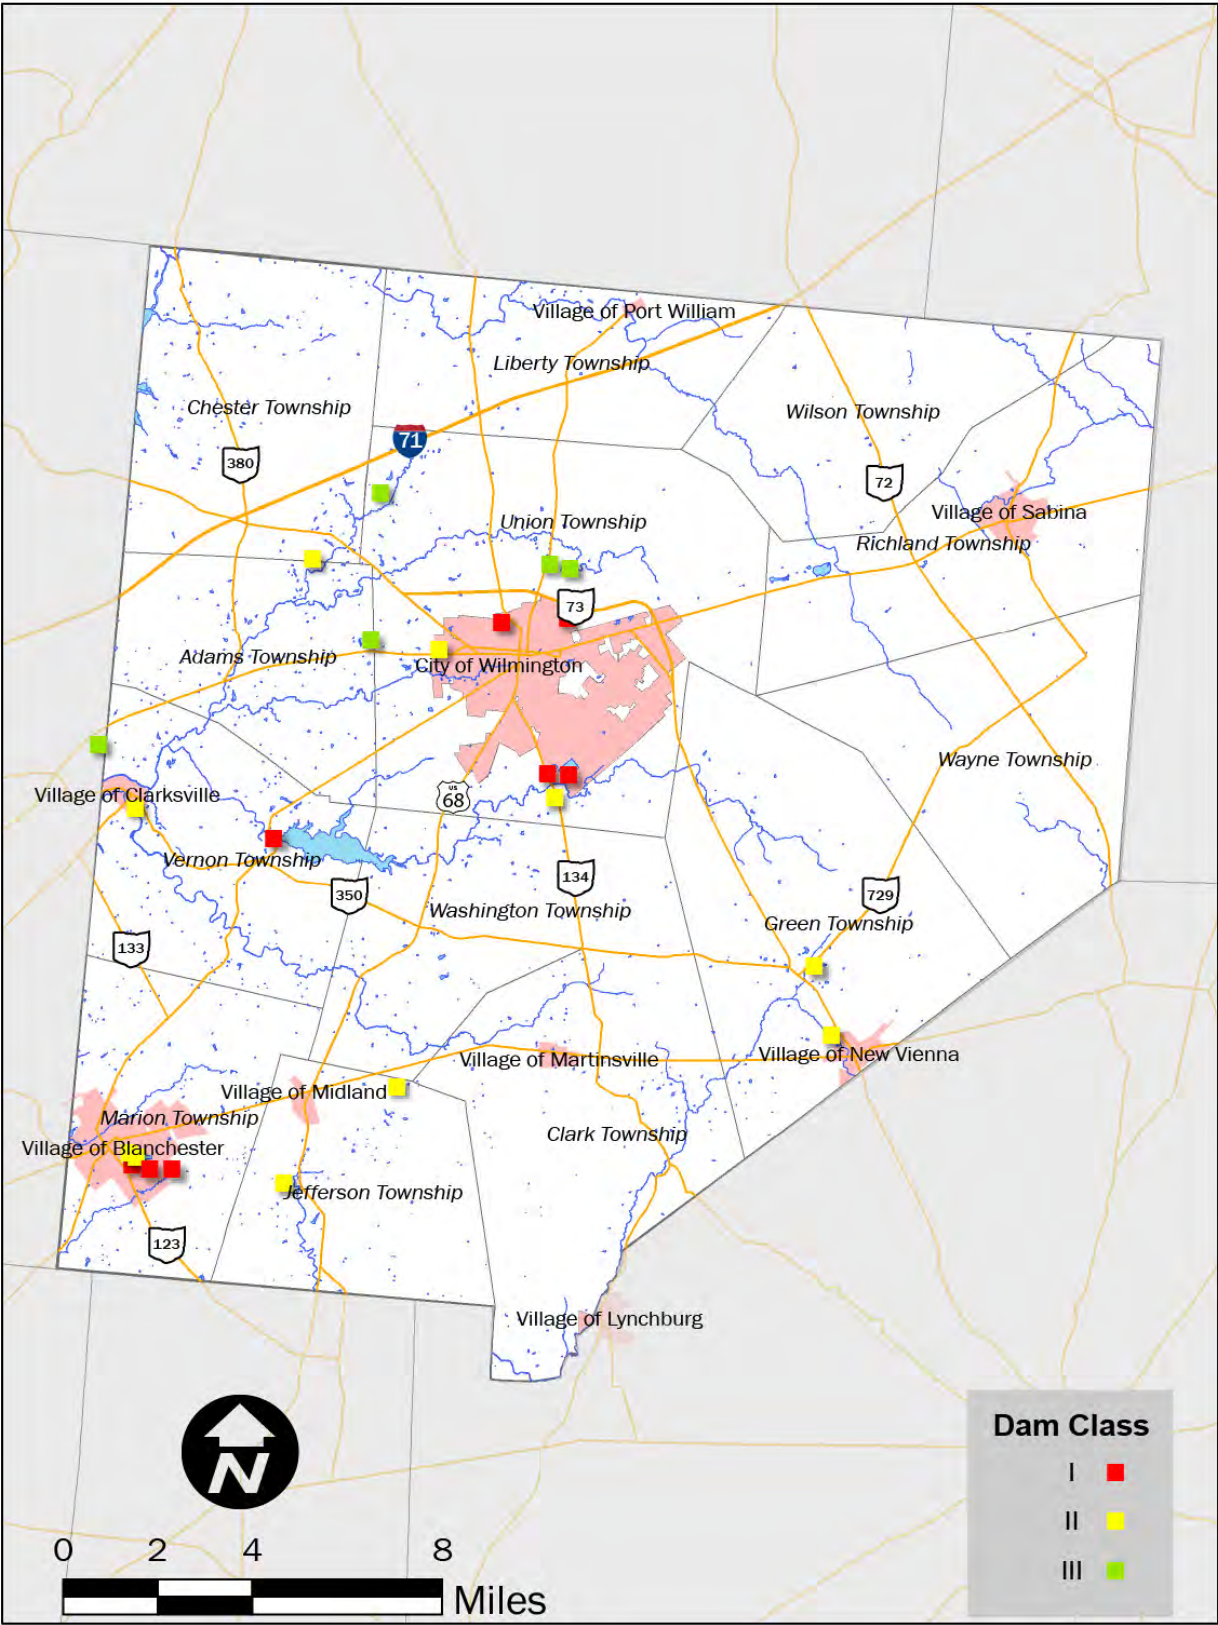 Village of Port William
Liberty Township
Chester Township
Wilson Township
71
380
72
Village of Sabina
Union Township
Richland Township
73
Adams Township
City of Wilmington
Wayne Township
Village of Clarksville
US
68
Vernon Township
134
350
729
Washington Township
Green Township
133
Village of Martinsville
Village of New Vienna
Village of Midland
Marion Township
Clark Township
Village of Blanchester
Jefferson Township
123
Village of Lynchburg
N
Dam Class
I
II
III
0 2 4 8
Miles